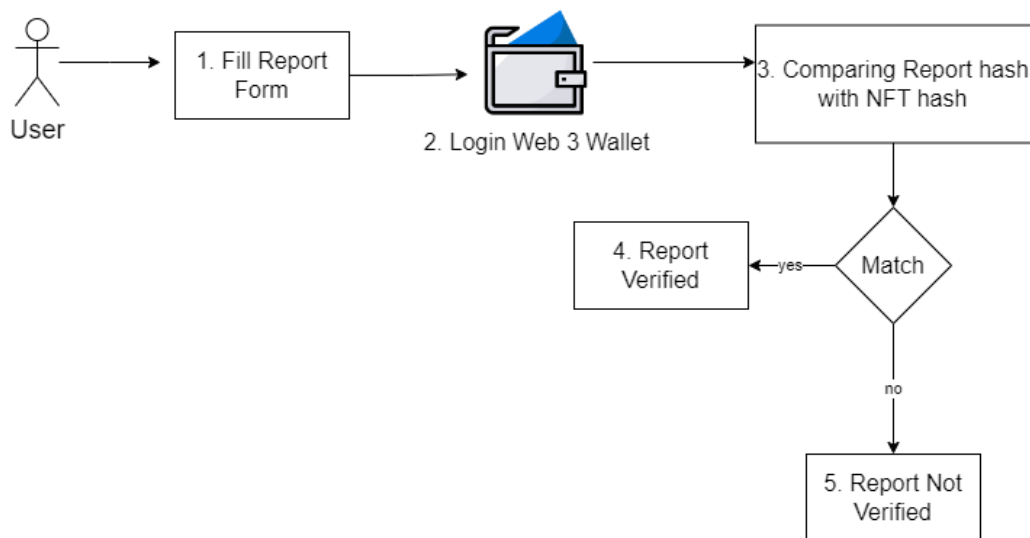 User
1. Fill Report
Form
2. Login Web 3 Wallet
3. Comparing Report hash
with NFT hash
Match
yes
4. Report
Verified
no
5. Report Not
Verified